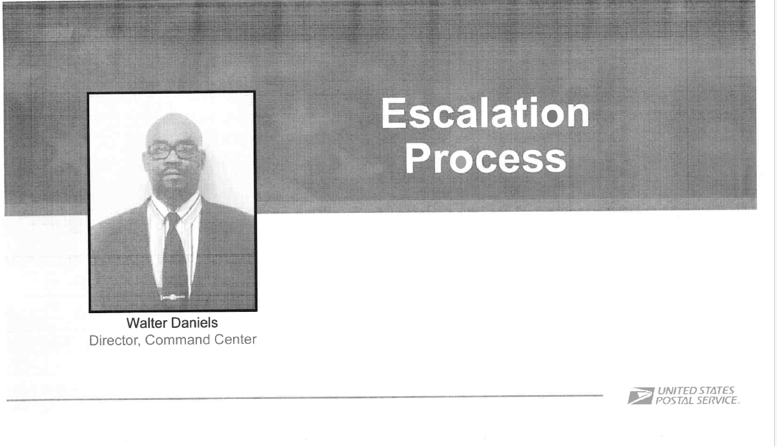 Escalation
Process
Walter Daniels
Director, Command Center
UNITED STATES
POSTAL SERVICE.